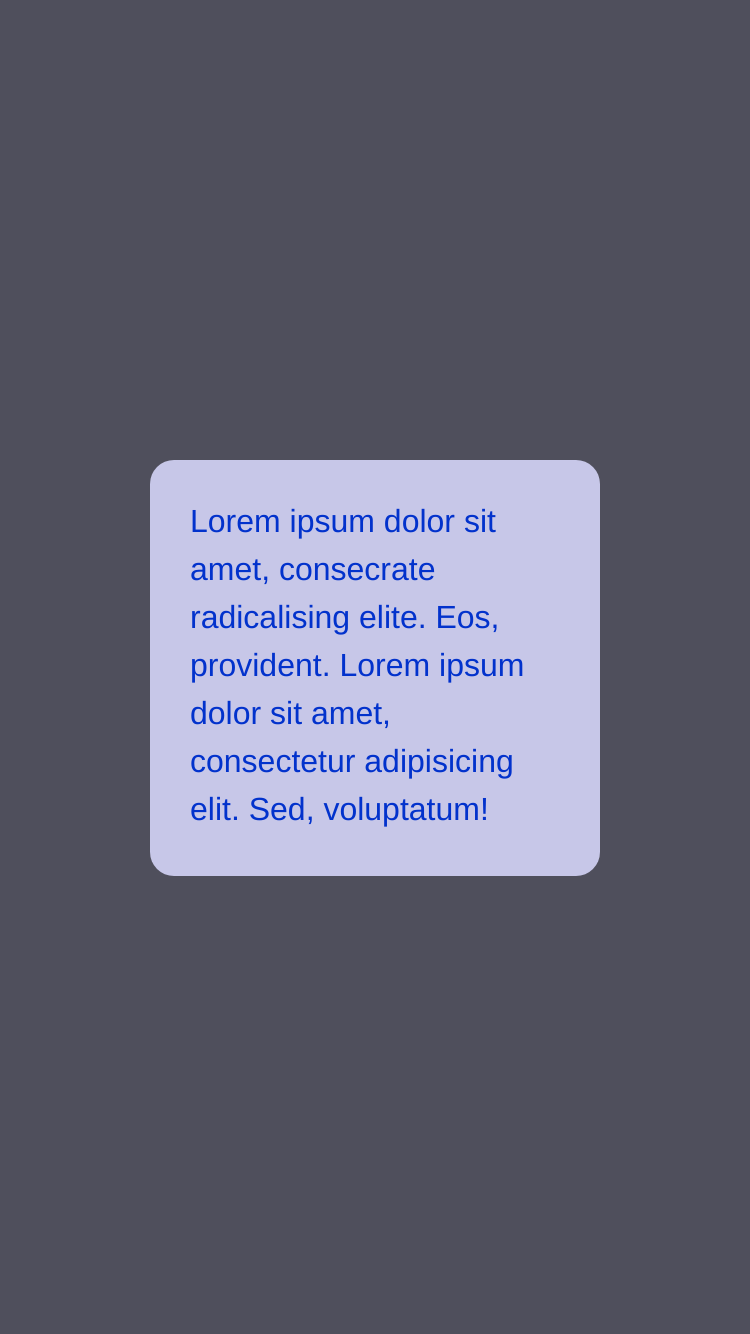 Lorem ipsum dolor sit
amet, consecrate
radicalising elite. Eos,
provident. Lorem ipsum
dolor sit amet,
consectetur adipisicing
elit. Sed, voluptatum!